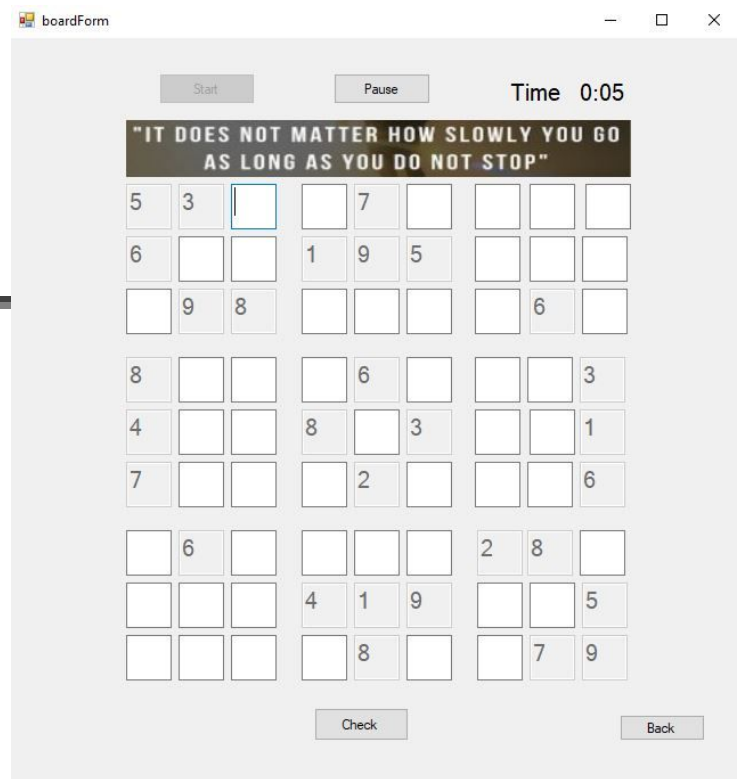 boardForm
Start Pause Time 0:05
"IT DOES NOT MATTER HOW SLOWLY YOU GO
AS LONG AS YOU DO NOT STOP"
5 3 7
6 1 9 5
9 8 6
8 6 3
4 8 3 1
7 2 6
6 2 8
4 1 9 5
8 7 9
Check
Back